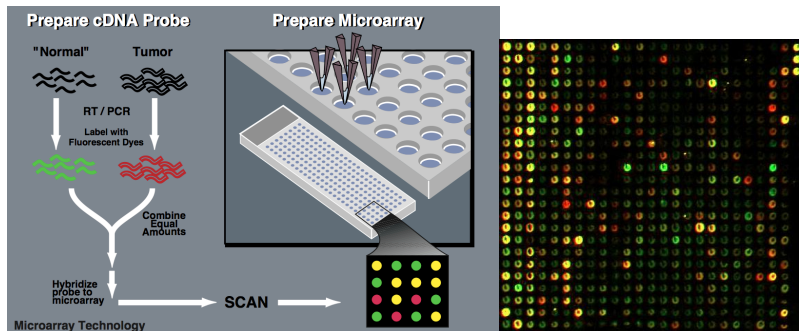 Prepare cDNA Probe
Prepare Microarray
"Normal"
Tumor
RT / PCR
Label with
Fluorescent Dyes
Combine
Equal
Amounts
Hybridize
probe to
microarray
SCAN
Microarray Technology